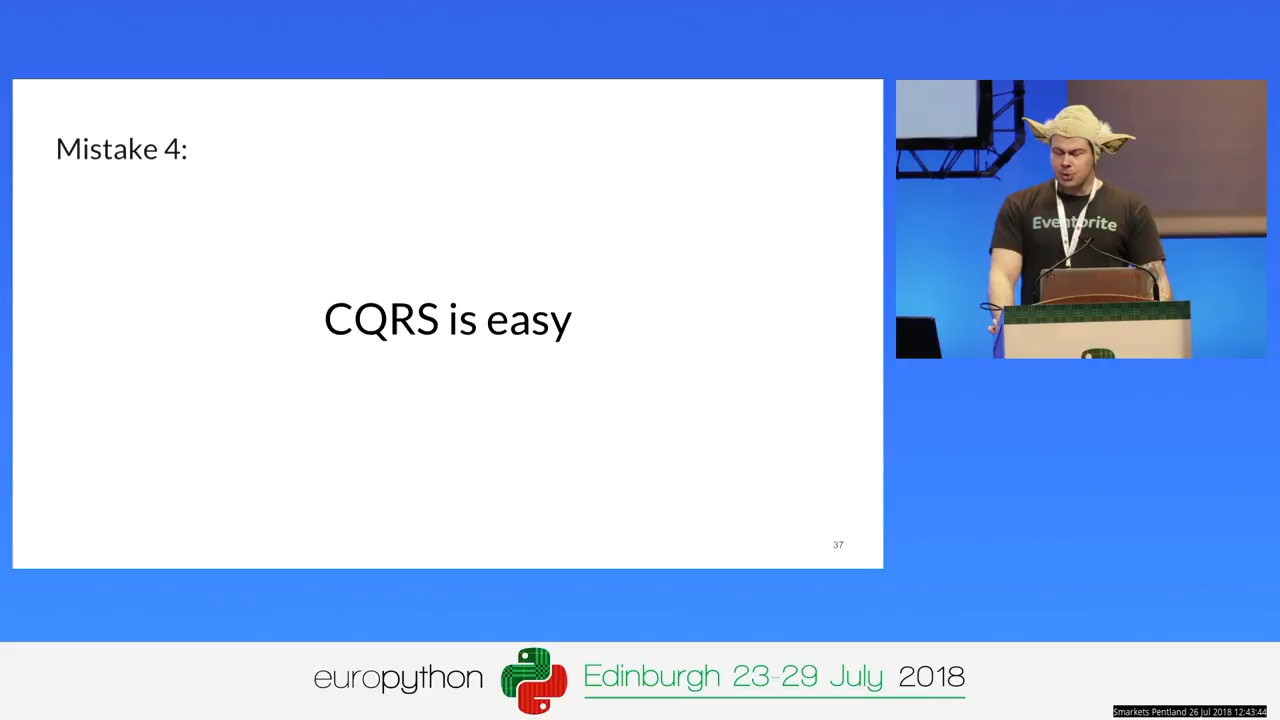 Mistake 4:
CQRS is easy
37
Eventbrite
europython Edinburgh 23-29 July 2018
Smarkets Pentland 26 Jul 2018 12:43:44